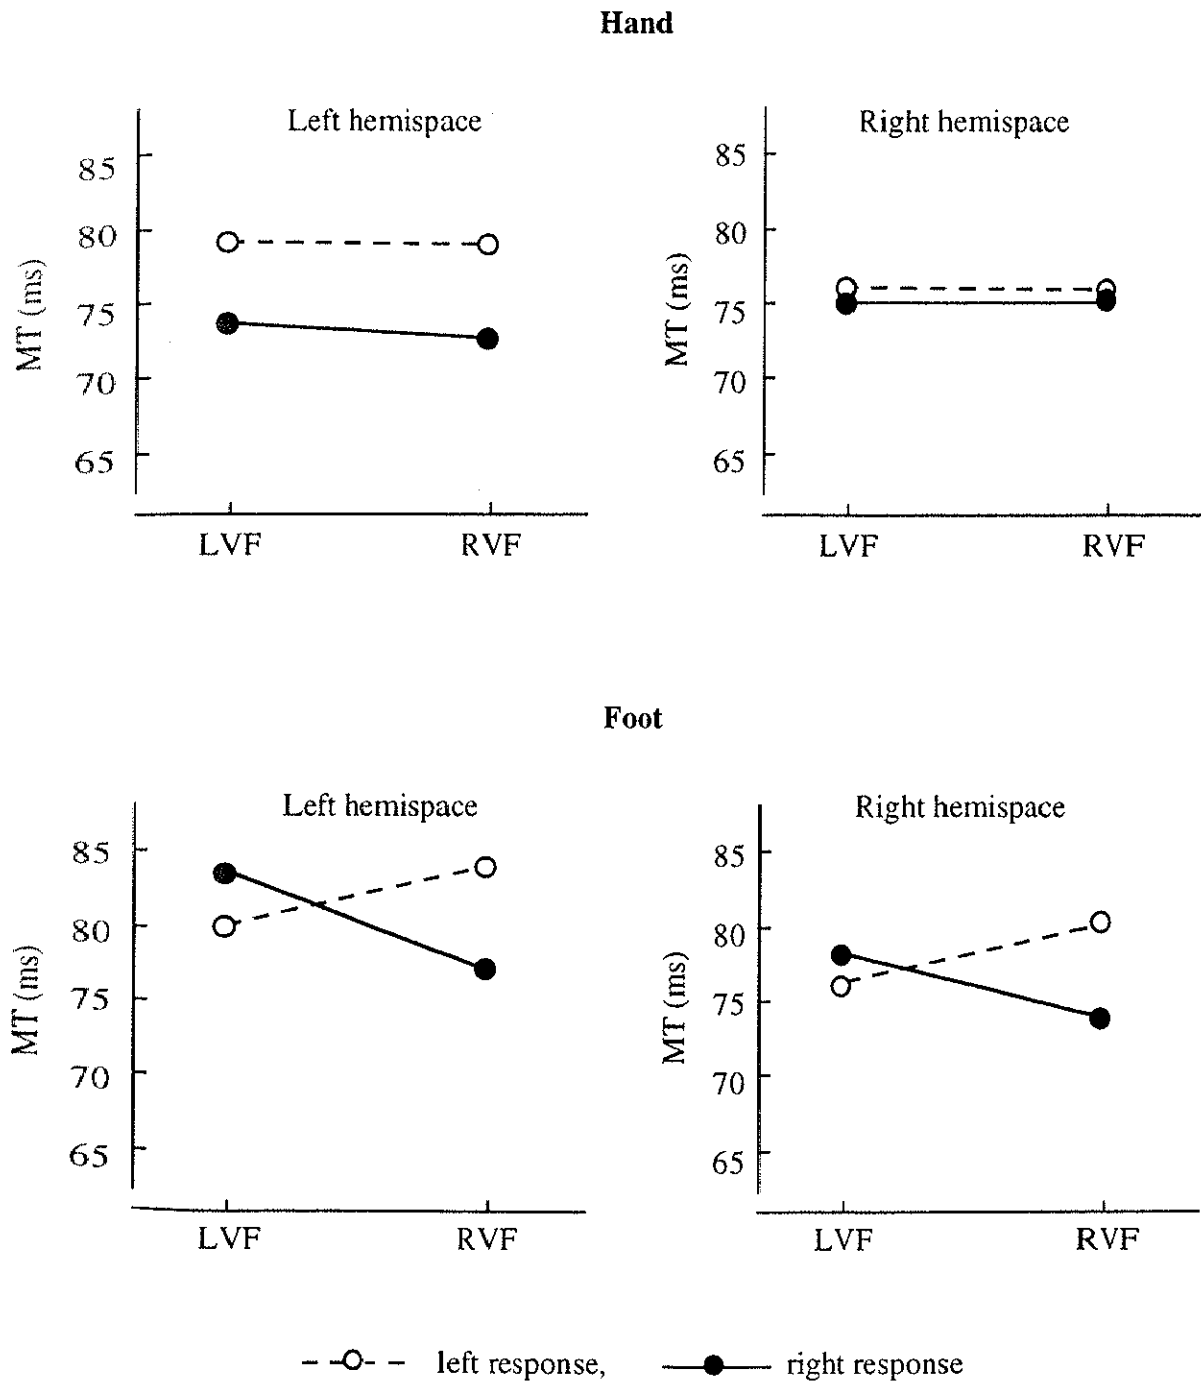 Hand
Left hemispace
Right hemispace
MT (ms)
85
80
75
70
65
LVF
RVF
MT (ms)
85
80
75
70
65
LVF
RVF
Foot
Left hemispace
Right hemispace
MT (ms)
85
80
75
70
65
LVF
RVF
MT (ms)
85
80
75
70
65
LVF
RVF
left response,
right response